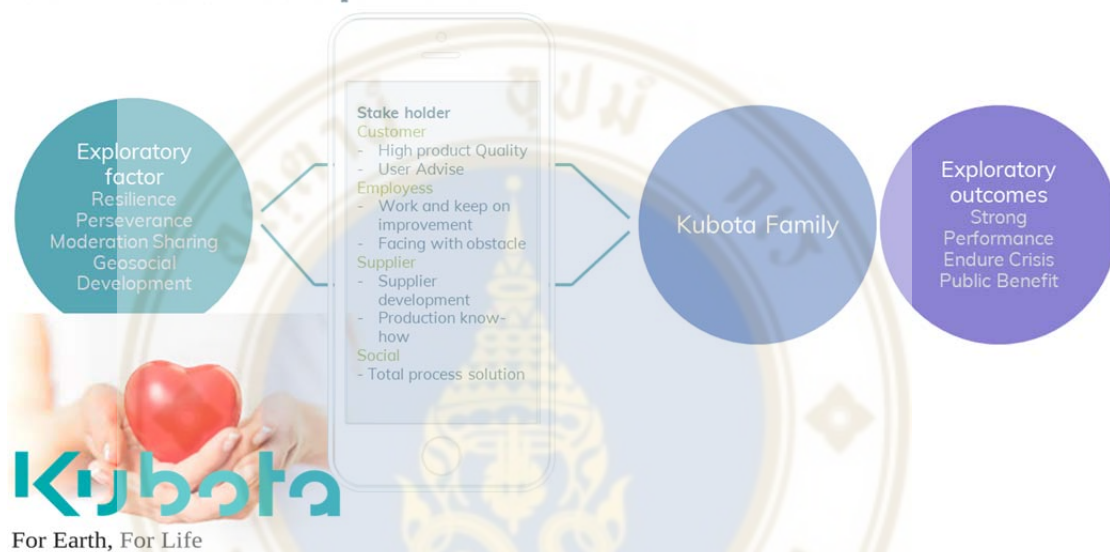 Exploratory
factor
Resilience
Perseverance
Moderation Sharing
Geosocial
Development
Stake holder
Customer
- High product Quality
- User Advise
Employess
- Work and keep on
improvement
- Facing with obstacle
Supplier
- Supplier
development
- Production know-
how
Social
- Total process solution
Kubota Family
Exploratory
outcomes
Strong
Performance
Endure Crisis
Public Benefit
Kubota
For Earth, For Life